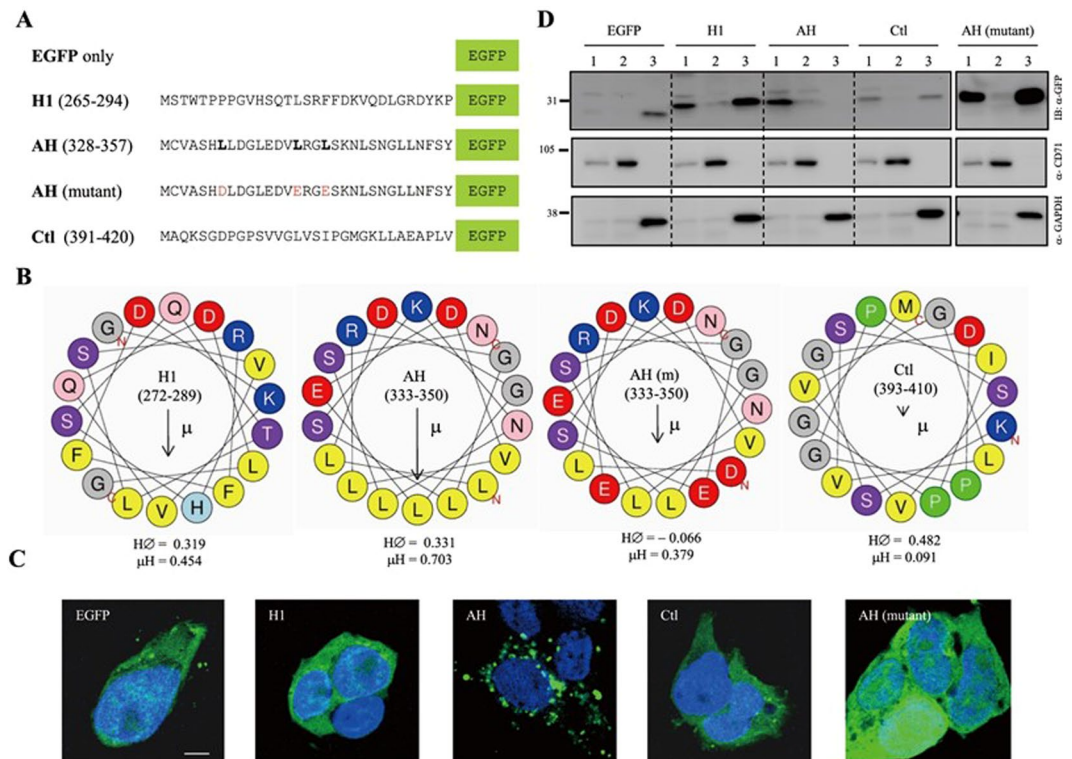 A
EGFP only EGFP
H1 (265-294) MSTWTPPPGVHSQTLSRFFDKVQDLGRDYKP EGFP
AH (328-357) MCVASHLLDGLEDVLRGLSKNLSNGLLNFSY EGFP
AH (mutant) MCVASHDLDGLEDVERGESKNLSNGLLNFSY EGFP
Ctl (391-420) MAQKSGDPGPSVVGLVSIPGMGKLLAEAPLV EGFP
D
EGFP H1 AH Ctl AH (mutant)
1 2 3 1 2 3 1 2 3 1 2 3 1 2 3
31 IB: α-GFP
105 α- CD71
38 α- GAPDH
B
G D Q D R V K T L F H V L G F S Q S
N C
H1
(272-289)
μ
HØ = 0.319
μH = 0.454
S R D K D N G G N V L L L L L L S E
C N
AH
(333-350)
μ
HØ = 0.331
μH = 0.703
S R D K D N G G N V D E L L E L S E
C N
AH (m)
(333-350)
μ
HØ = – 0.066
μH = 0.379
S P M G D I S K L P P V S V G G V G
C N
Ctl
(393-410)
μ
HØ = 0.482
μH = 0.091
C
EGFP H1 AH Ctl AH (mutant)